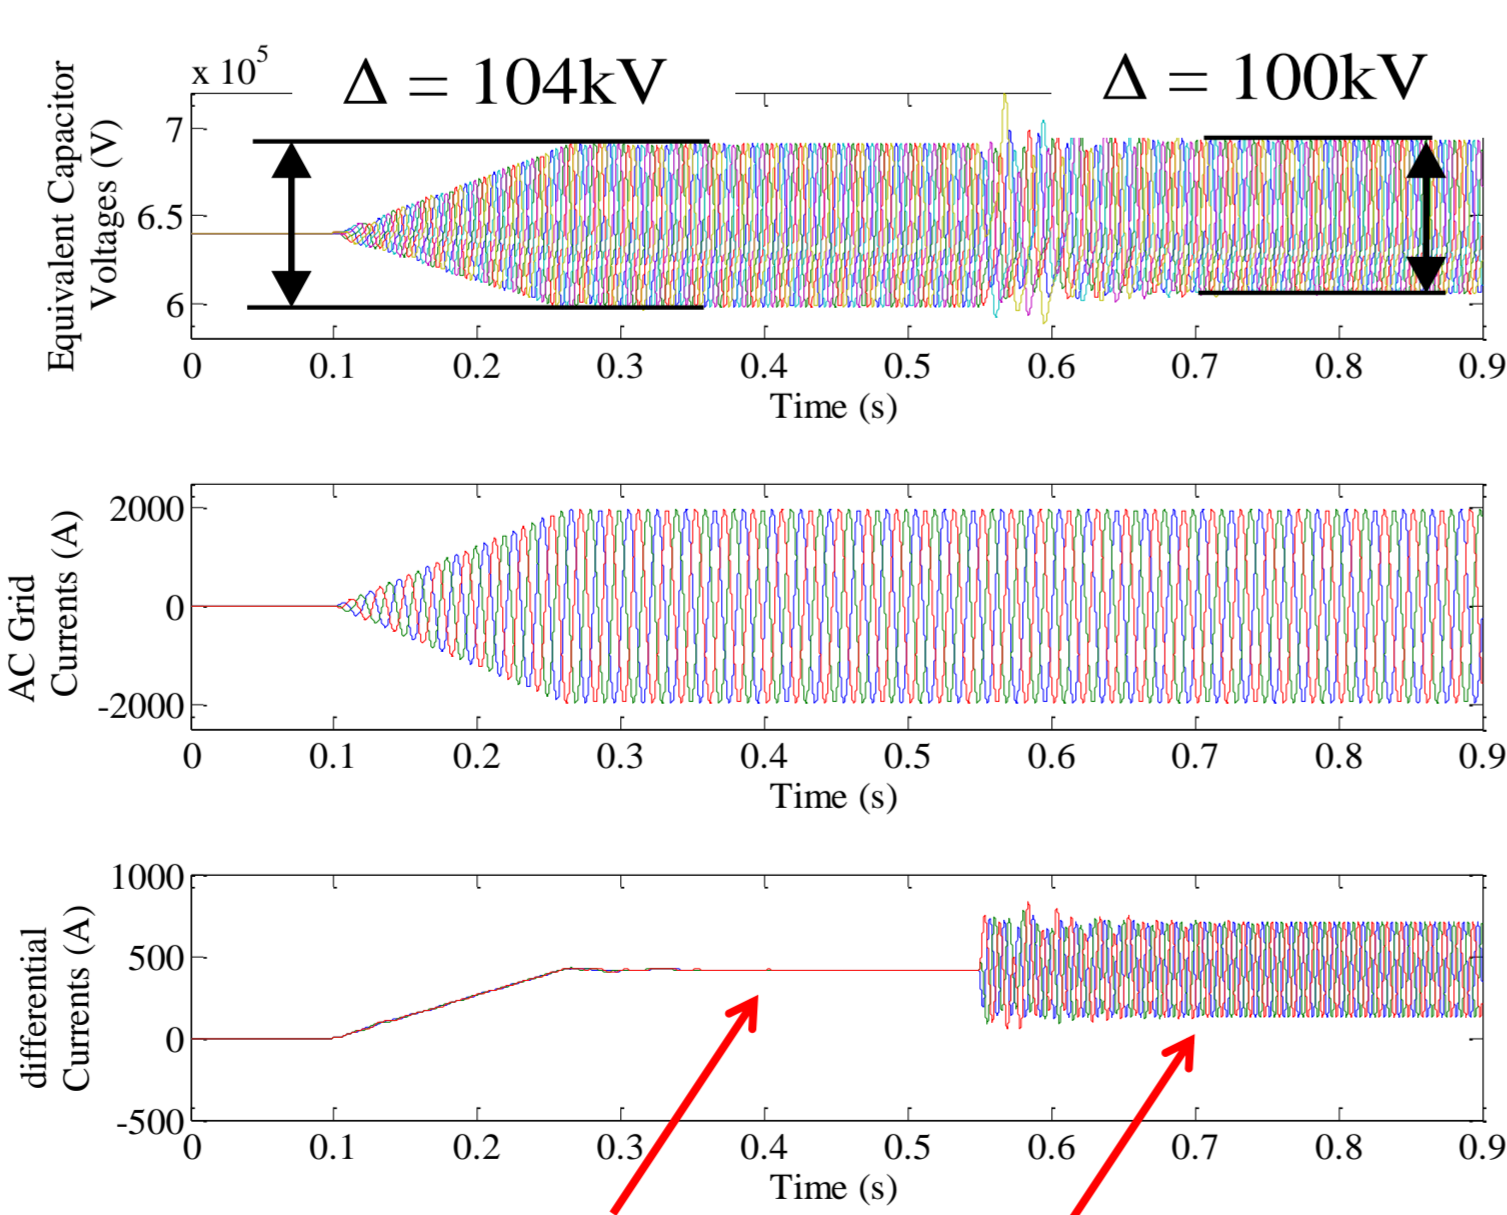 x 10^5
Δ = 104kV
Δ = 100kV
Equivalent Capacitor
Voltages (V)
7
6.5
6
0 0.1 0.2 0.3 0.4 0.5 0.6 0.7 0.8 0.9
Time (s)
AC Grid
Currents (A)
2000
0
-2000
0 0.1 0.2 0.3 0.4 0.5 0.6 0.7 0.8 0.9
Time (s)
differential
Currents (A)
1000
500
0
-500
0 0.1 0.2 0.3 0.4 0.5 0.6 0.7 0.8 0.9
Time (s)